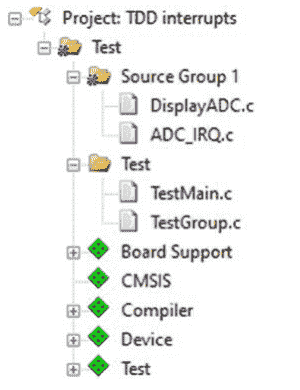 Project: TDD interrupts
Test
Source Group 1
DisplayADC.c
ADC_IRQ.c
Test
TestMain.c
TestGroup.c
Board Support
CMSIS
Compiler
Device
Test